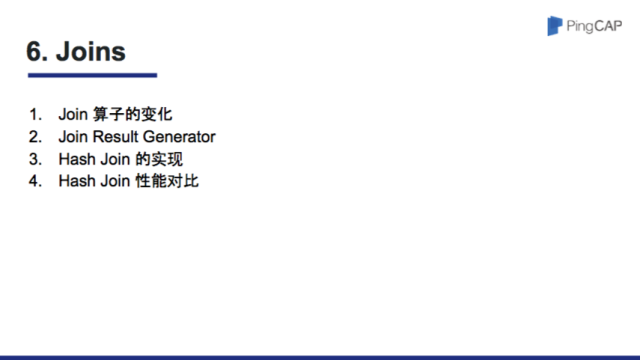 PingCAP
6. Joins
1. Join 算子的变化
2. Join Result Generator
3. Hash Join 的实现
4. Hash Join 性能对比